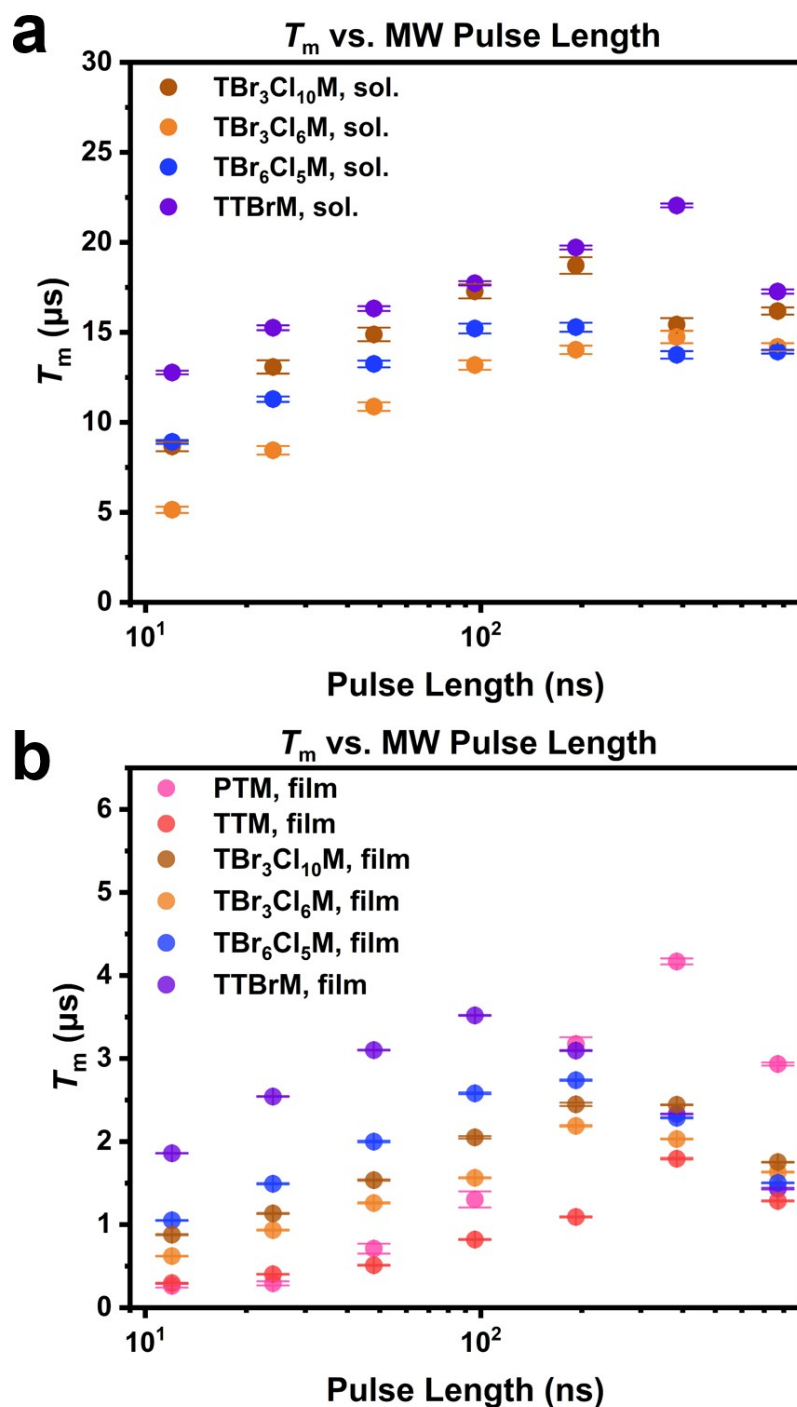 a
Tm vs. MW Pulse Length
30
25
20
15
10
5
0
Tm (µs)
TBr3Cl10M, sol.
TBr3Cl6M, sol.
TBr6Cl5M, sol.
TTBrM, sol.
10¹
10²
Pulse Length (ns)
b
Tm vs. MW Pulse Length
6
5
4
3
2
1
0
Tm (µs)
PTM, film
TTM, film
TBr3Cl10M, film
TBr3Cl6M, film
TBr6Cl5M, film
TTBrM, film
10¹
10²
Pulse Length (ns)